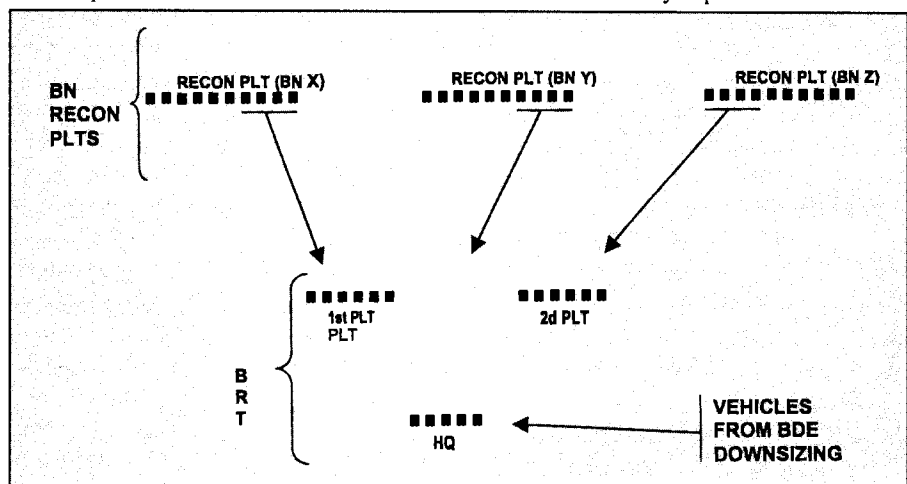 BN
RECON
PLTS
RECON PLT (BN X)
RECON PLT (BN Y)
RECON PLT (BN Z)
1st PLT
PLT
2d PLT
B
R
T
HQ
VEHICLES
FROM BDE
DOWNSIZING